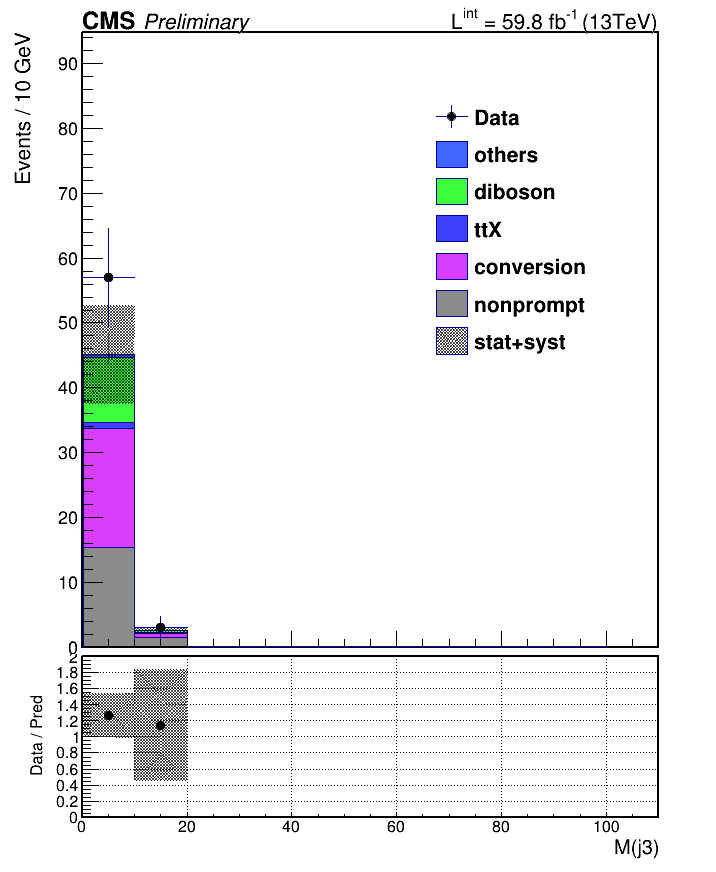 CMS Preliminary
L^int = 59.8 fb^-1 (13TeV)
Events / 10 GeV
90
80
70
60
50
40
30
20
10
0
Data
others
diboson
ttX
conversion
nonprompt
stat+syst
Data / Pred
2
1.8
1.6
1.4
1.2
1
0.8
0.6
0.4
0.2
0
0 20 40 60 80 100
M(j3)